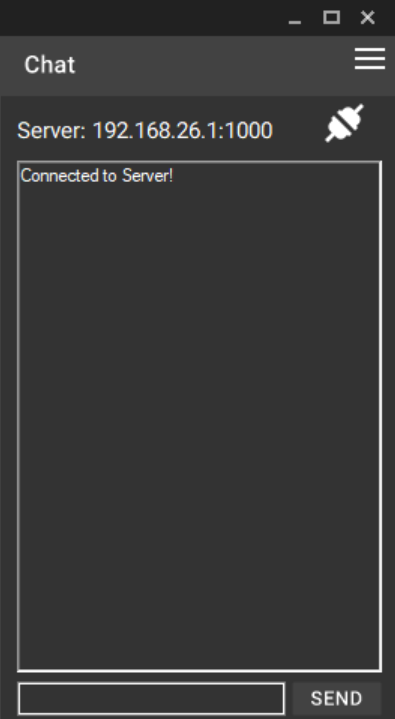 Chat
Server: 192.168.26.1:1000
Connected to Server!
SEND